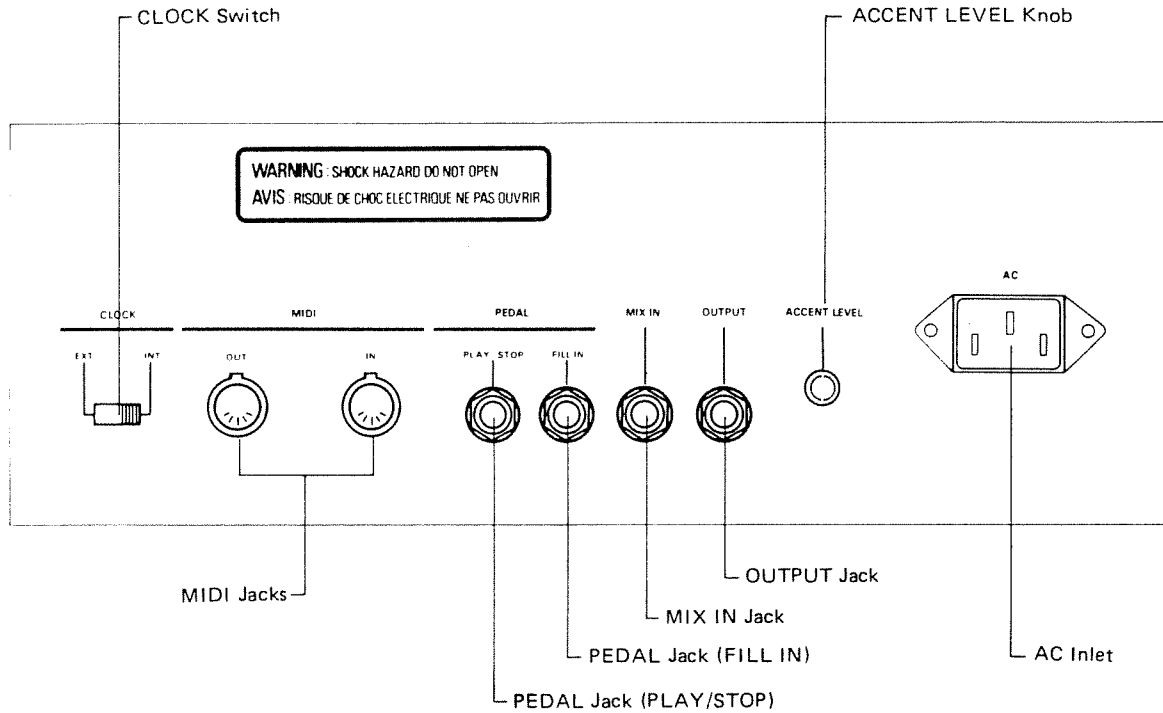 CLOCK Switch
ACCENT LEVEL Knob
WARNING : SHOCK HAZARD DO NOT OPEN
AVIS : RISQUE DE CHOC ELECTRIQUE NE PAS OUVRIR
AC
CLOCK
MIDI
PEDAL
MIX IN
OUTPUT
ACCENT LEVEL
EXT
INT
OUT
IN
PLAY STOP
FILL IN
OUTPUT Jack
MIDI Jacks
MIX IN Jack
PEDAL Jack (FILL IN)
AC Inlet
PEDAL Jack (PLAY/STOP)